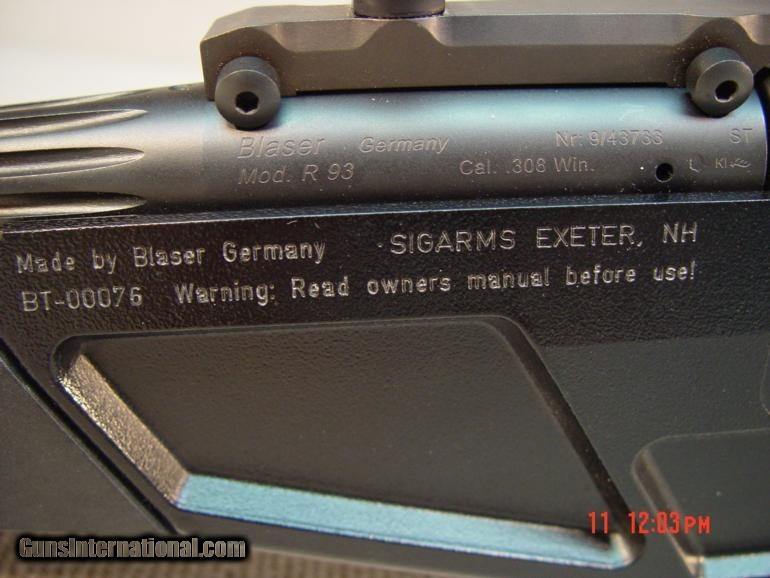 Blaser Germany Nr: 9/43733 ST
Mod. R 93 Cal. .308 Win. KI
Made by Blaser Germany SIGARMS EXETER, NH
BT-00076 Warning: Read owners manual before use!
11 12:03PM
GunsInternational.com